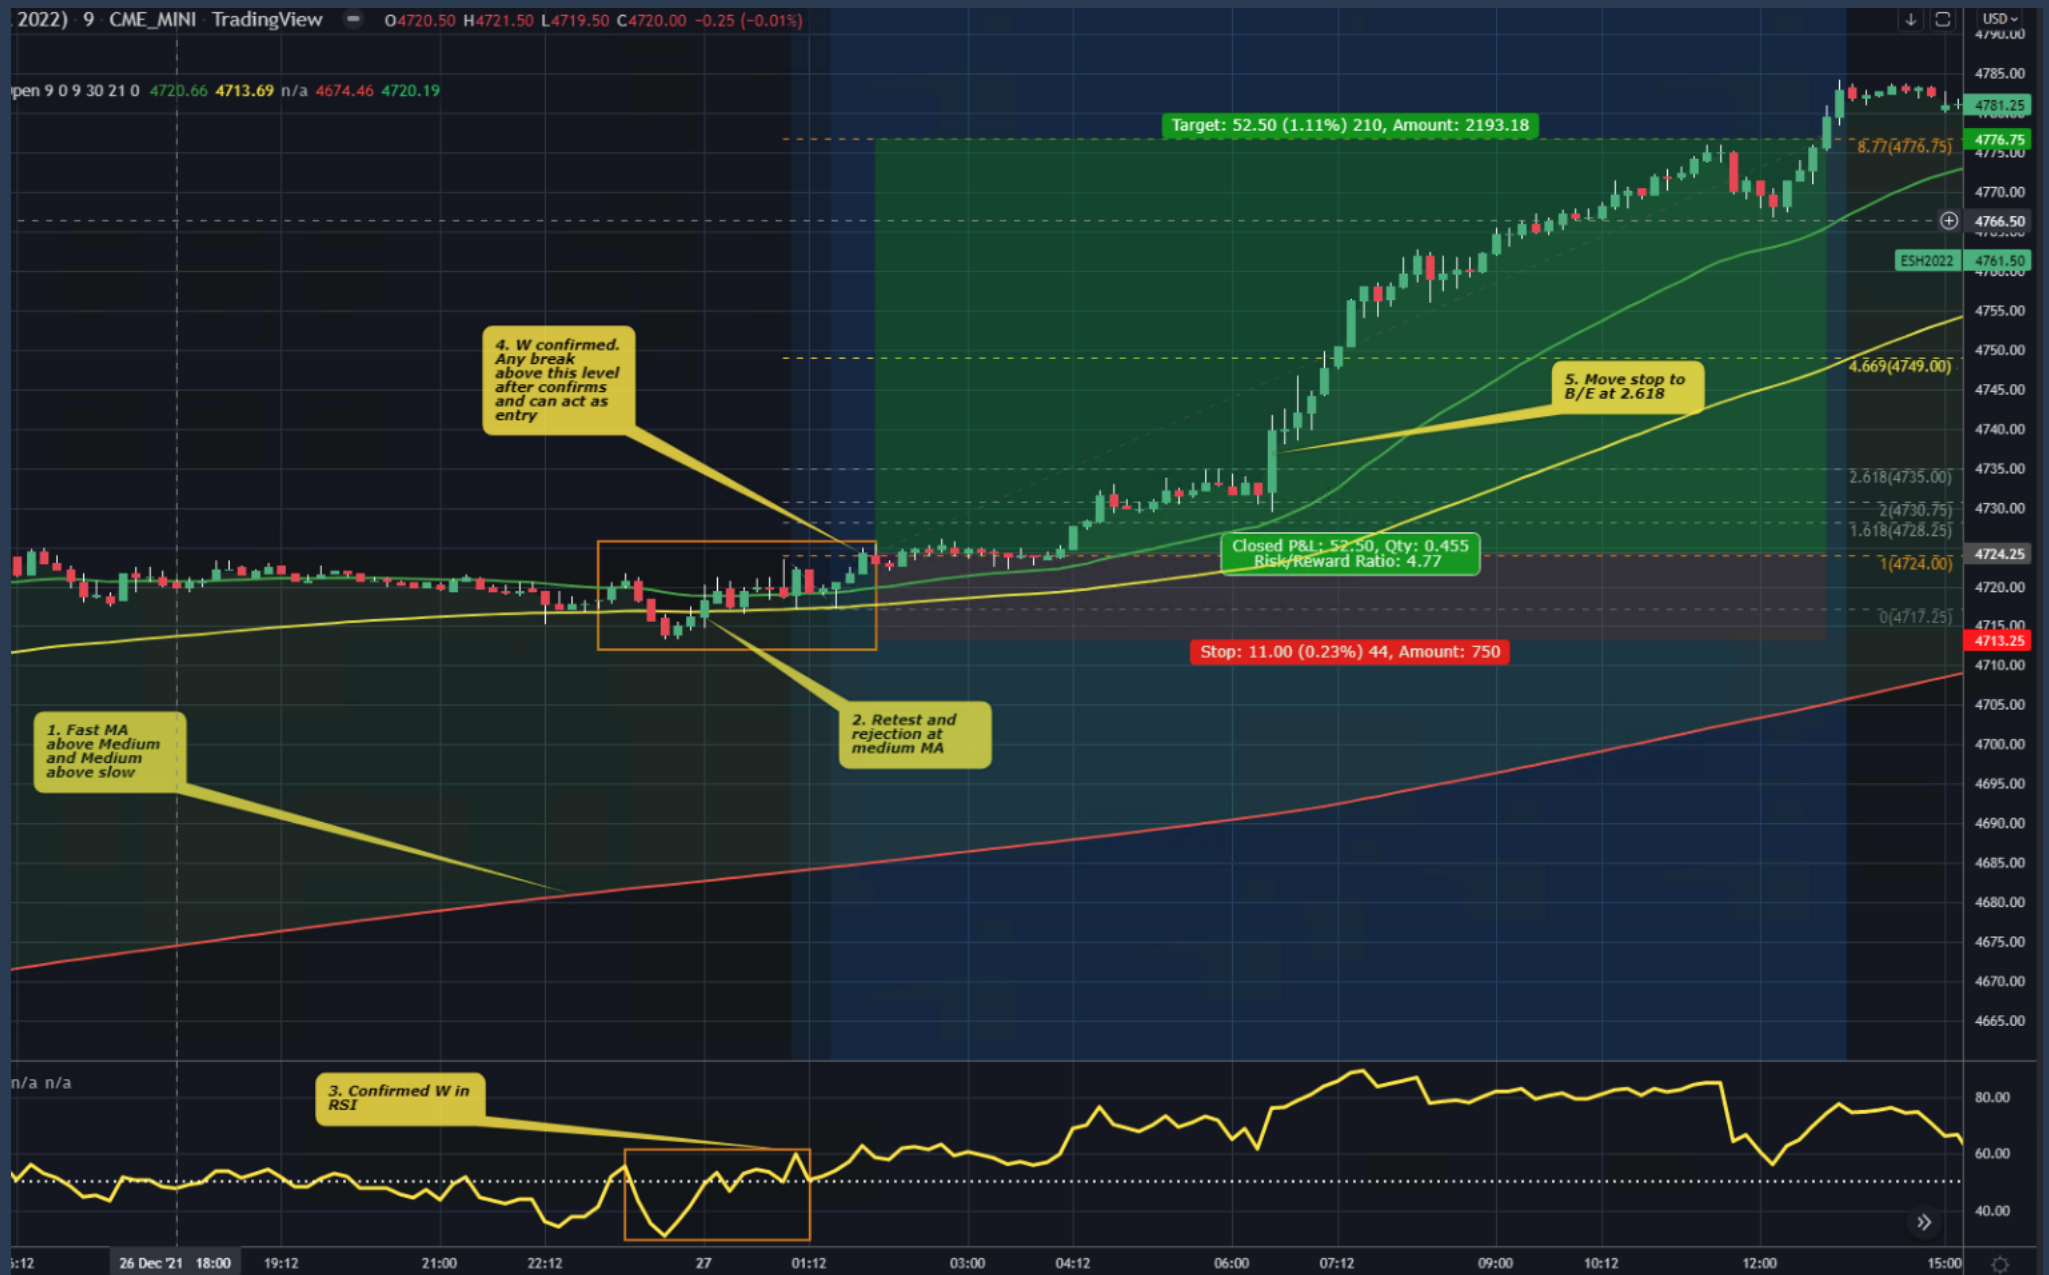 . 2022) · 9 · CME_MINI · TradingView O4720.50 H4721.50 L4719.50 C4720.00 −0.25 (−0.01%)
USD
4790.00
pen 9 0 9 30 21 0 4720.66 4713.69 n/a 4674.46 4720.19
4785.00
4781.25
Target: 52.50 (1.11%) 210, Amount: 2193.18
4776.75
8.77(4776.75)
4775.00
4770.00
4766.50
ESH2022 4761.50
4760.00
4755.00
4. W confirmed.
Any break
above this level
after confirms
and can act as
entry
4750.00
4.669(4749.00)
5. Move stop to
B/E at 2.618
4745.00
4740.00
4735.00
2.618(4735.00)
4730.00
2(4730.75)
1.618(4728.25)
Closed P&L: 52.50, Qty: 0.455
Risk/Reward Ratio: 4.77
4724.25
1(4724.00)
4720.00
0(4717.25)
4715.00
4713.25
Stop: 11.00 (0.23%) 44, Amount: 750
4710.00
4705.00
1. Fast MA
above Medium
and Medium
above slow
2. Retest and
rejection at
medium MA
4700.00
4695.00
4690.00
4685.00
4680.00
4675.00
4670.00
4665.00
n/a n/a
3. Confirmed W in
RSI
80.00
60.00
40.00
:12 26 Dec '21 18:00 19:12 21:00 22:12 27 01:12 03:00 04:12 06:00 07:12 09:00 10:12 12:00 15:00